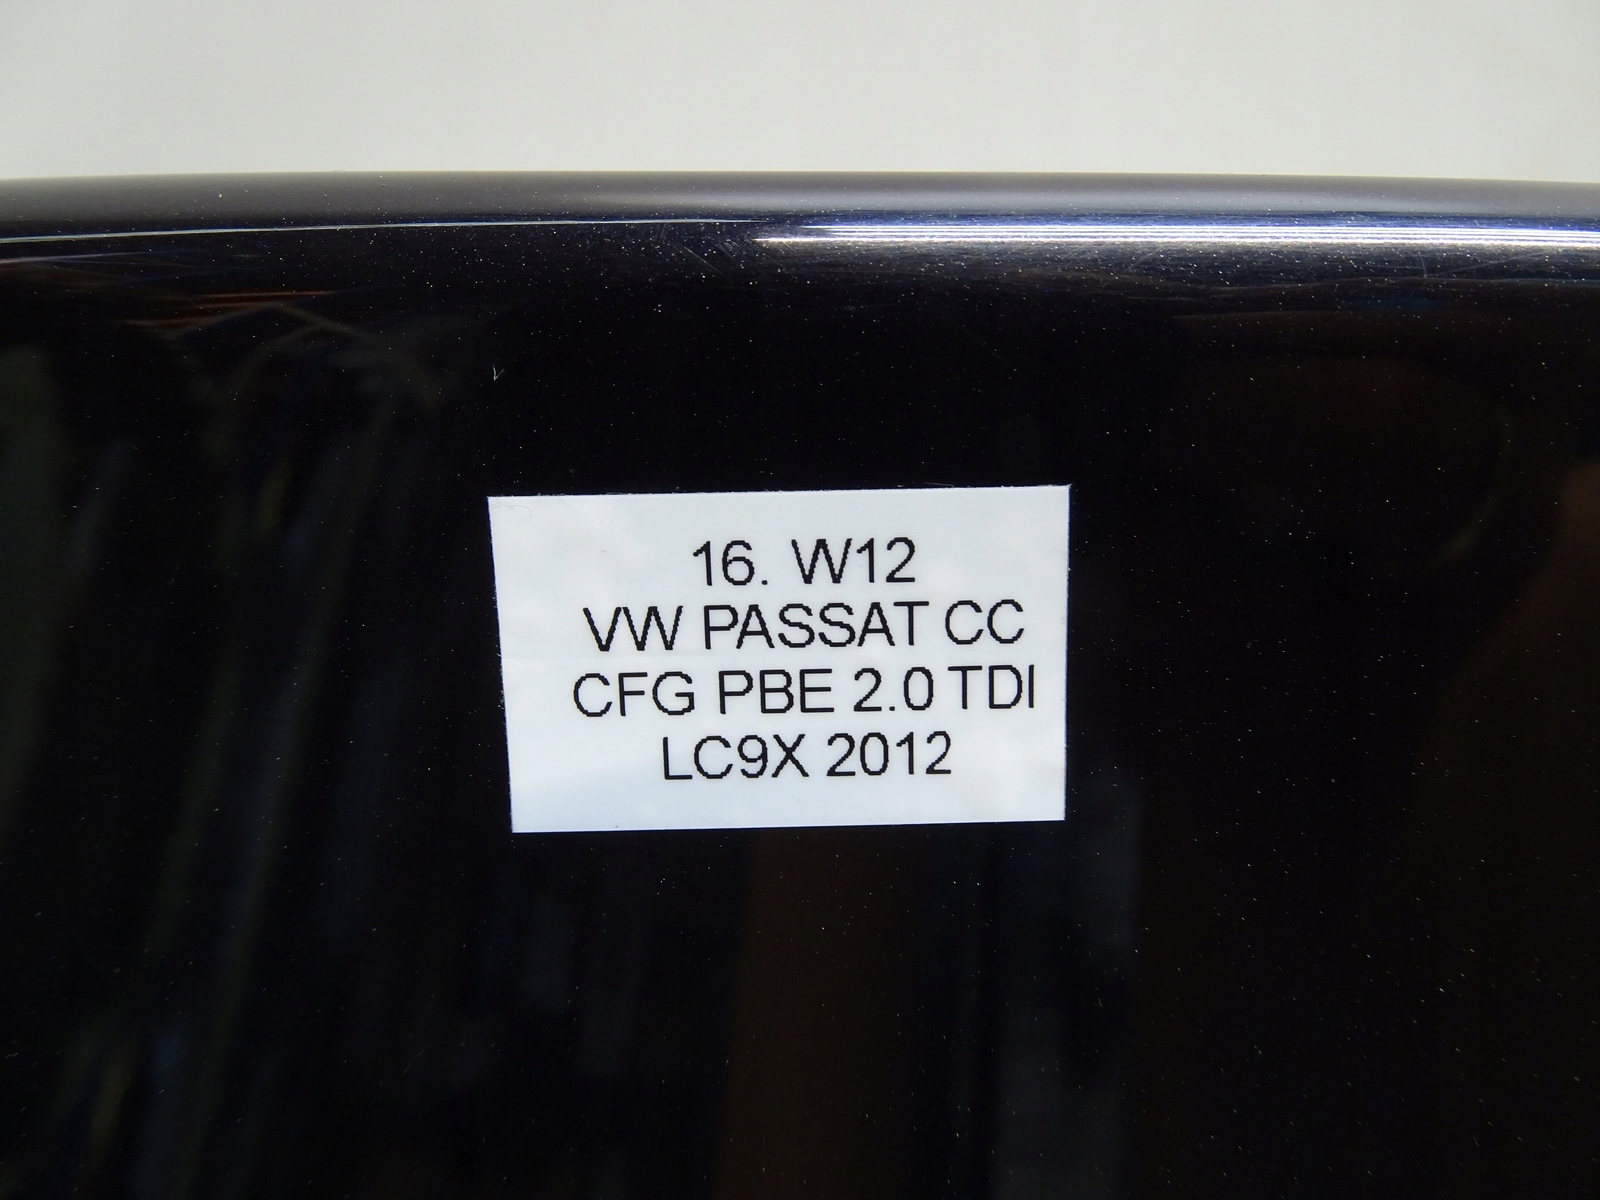 16. W12
VW PASSAT CC
CFG PBE 2.0 TDI
LC9X 2012